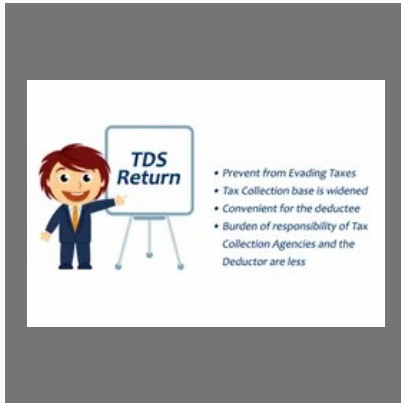 TDS
Return
• Prevent from Evading Taxes
• Tax Collection base is widened
• Convenient for the deductee
• Burden of responsibility of Tax
Collection Agencies and the
Deductor are less